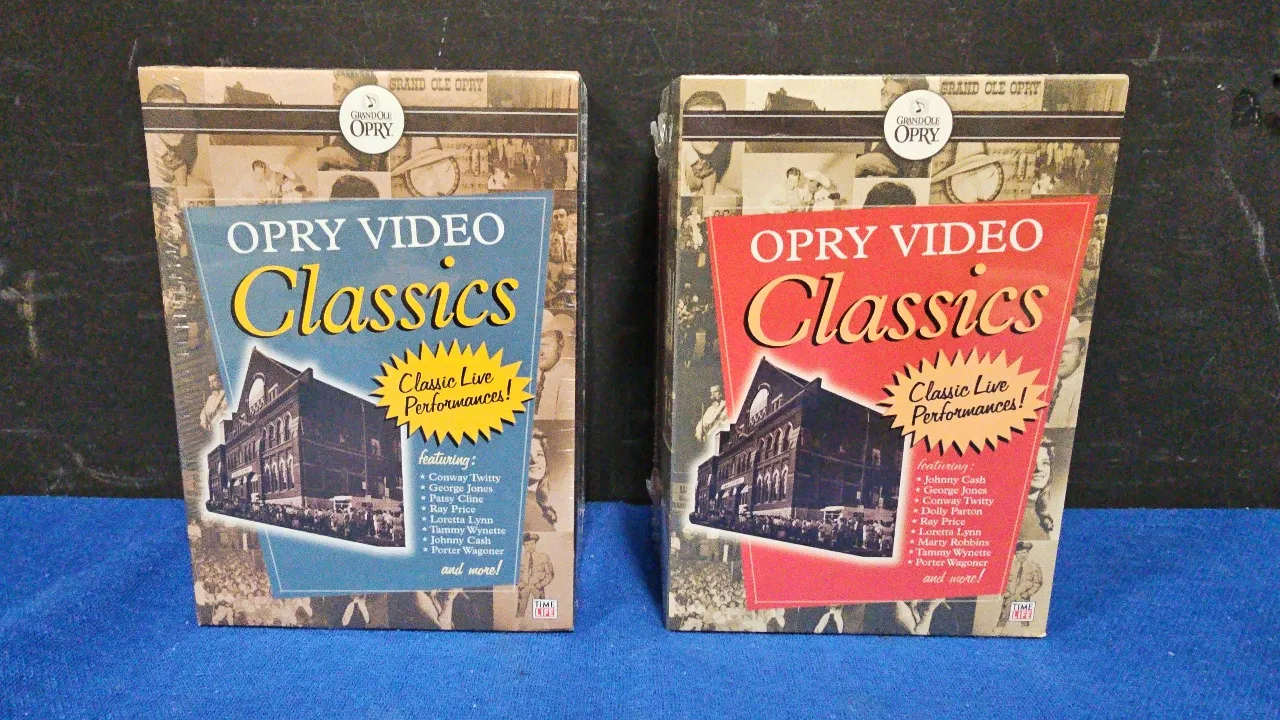 GRAND OLE OPRY
GRAND OLE
OPRY
OPRY VIDEO
Classics
Classic Live
Performances!
featuring:
★ Conway Twitty
★ George Jones
★ Patsy Cline
★ Ray Price
★ Loretta Lynn
★ Tammy Wynette
★ Johnny Cash
★ Porter Wagoner
and more!
TIME
LIFE
GRAND OLE OPRY
GRAND OLE
OPRY
OPRY VIDEO
Classics
Classic Live
Performances!
featuring:
★ Johnny Cash
★ George Jones
★ Conway Twitty
★ Dolly Parton
★ Ray Price
★ Loretta Lynn
★ Marty Robbins
★ Tammy Wynette
★ Porter Wagoner
and more!
TIME
LIFE